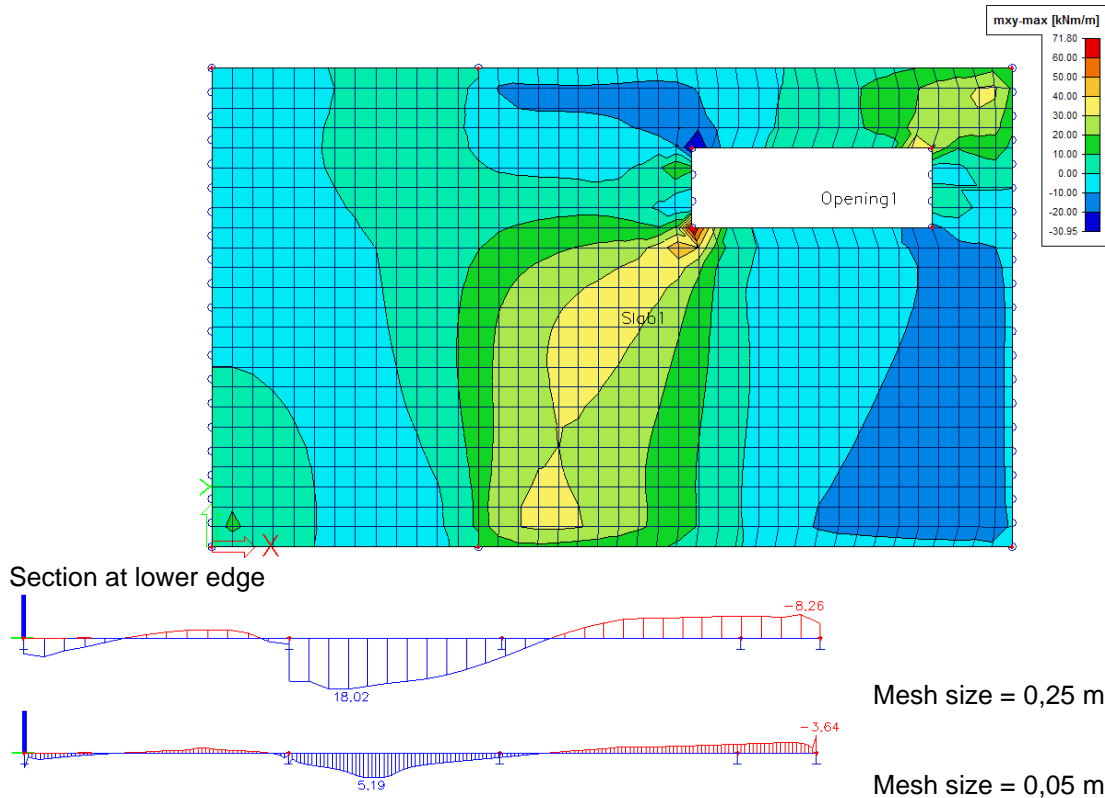 mxy-max [kNm/m]
71.80
60.00
50.00
40.00
30.00
20.00
10.00
0.00
-10.00
-20.00
-30.95
Opening1
Slab1
Y
X
Section at lower edge
-8.26
18.02
Mesh size = 0,25 m
-3.64
5.19
Mesh size = 0,05 m